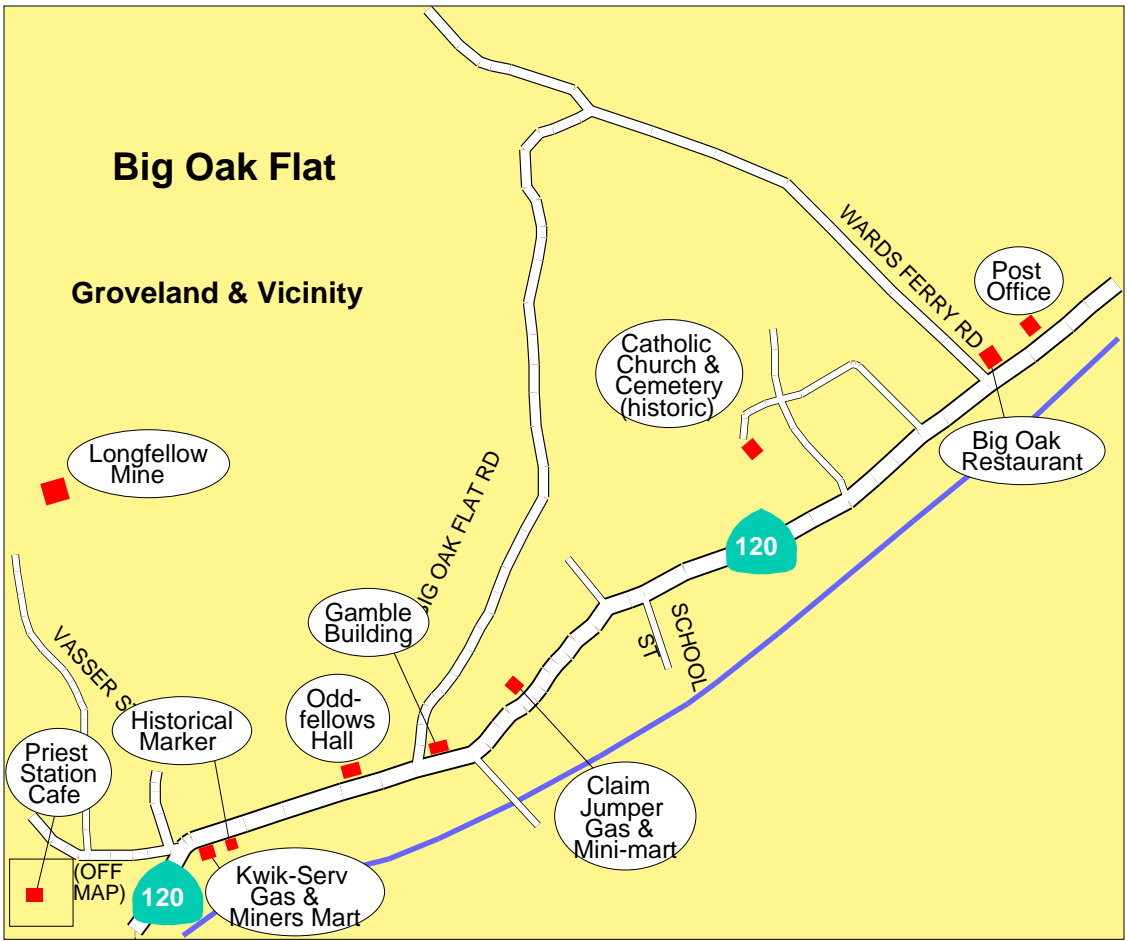 Big Oak Flat
Groveland & Vicinity
WARDS FERRY RD
Post
Office
Catholic
Church &
Cemetery
(historic)
Big Oak
Restaurant
Longfellow
Mine
BIG OAK FLAT RD
120
Gamble
Building
SCHOOL
ST
VASSER S
Historical
Marker
Odd-
fellows
Hall
Priest
Station
Cafe
Claim
Jumper
Gas &
Mini-mart
(OFF
MAP)
120
Kwik-Serv
Gas &
Miners Mart